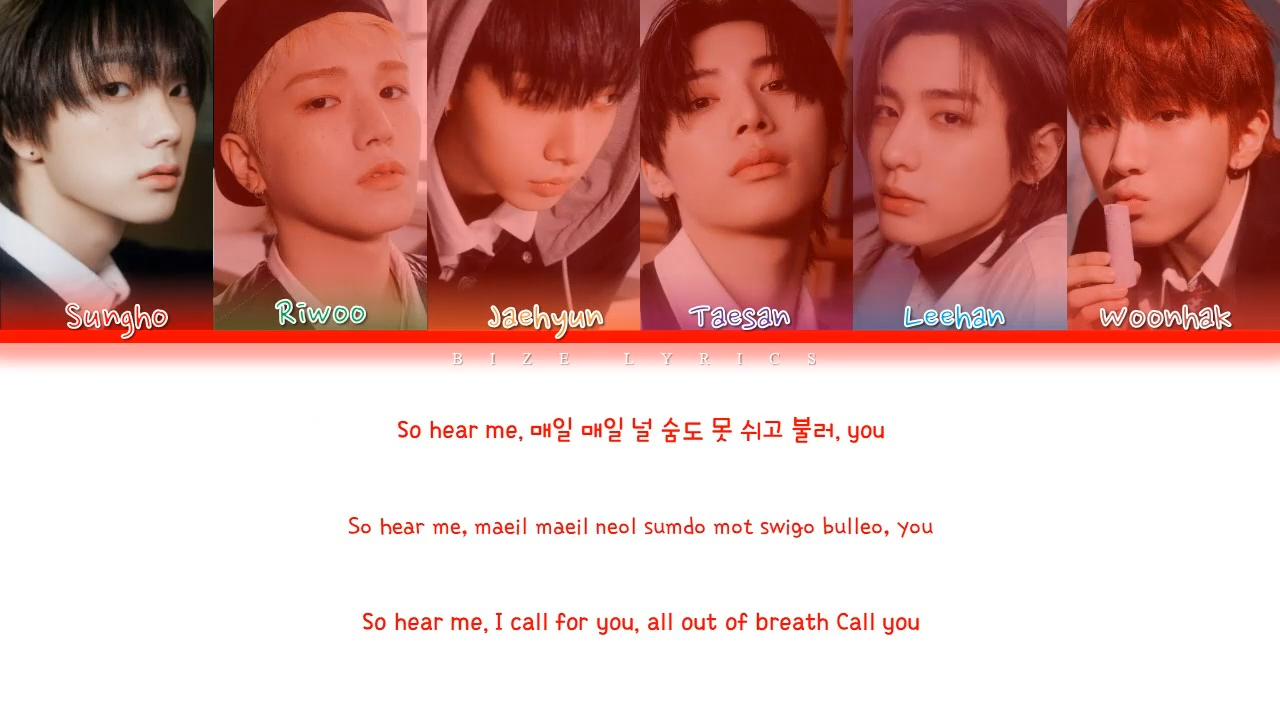 Sungho
Riwoo
Jaehyun
Taesan
Leehan
Woonhak
BIZE LYRICS
So hear me, 매일 매일 널 숨도 못 쉬고 불러, you
So hear me, maeil maeil neol sumdo mot swigo bulleo, you
So hear me, I call for you, all out of breath Call you